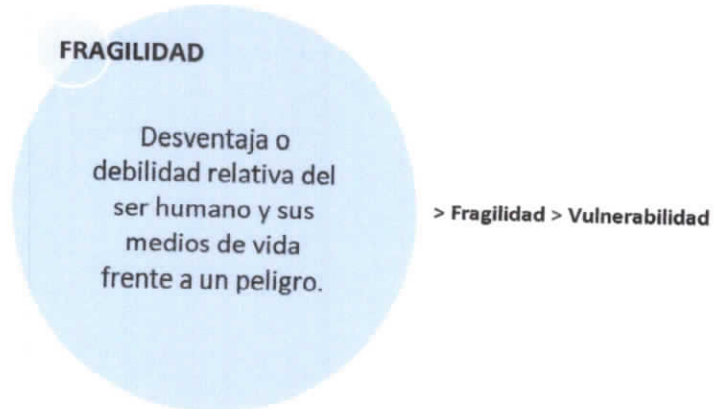 FRAGILIDAD
Desventaja o
debilidad relativa del
ser humano y sus
medios de vida
frente a un peligro.
> Fragilidad > Vulnerabilidad